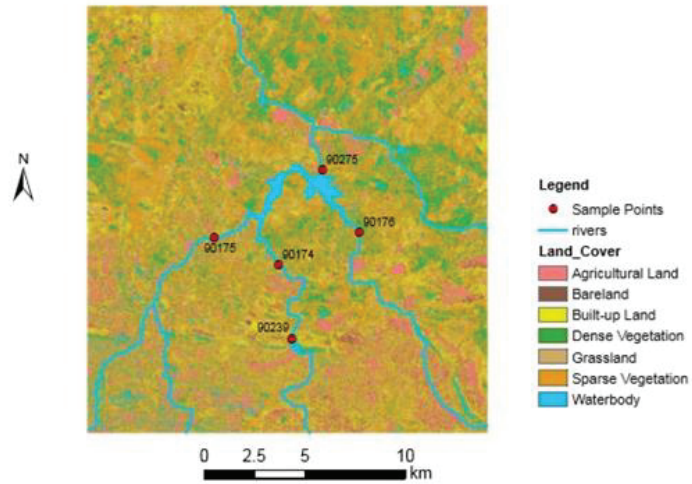 N
90275
90176
90175
90174
90239
Legend
Sample Points
rivers
Land_Cover
Agricultural Land
Bareland
Built-up Land
Dense Vegetation
Grassland
Sparse Vegetation
Waterbody
0 2.5 5 10
km